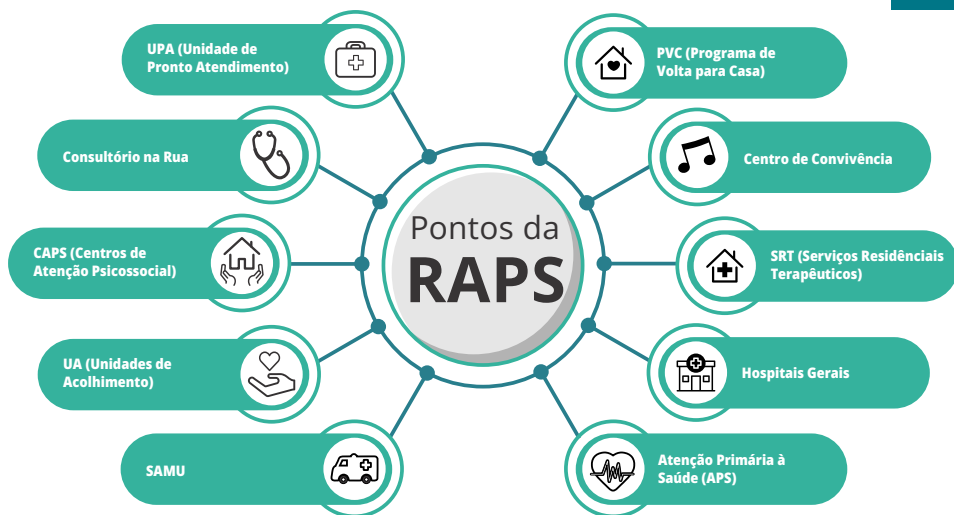 UPA (Unidade de
Pronto Atendimento)
Consultório na Rua
CAPS (Centros de
Atenção Psicossocial)
UA (Unidades de
Acolhimento)
SAMU
Pontos da
RAPS
PVC (Programa de
Volta para Casa)
Centro de Convivência
SRT (Serviços Residênciais
Terapêuticos)
Hospitais Gerais
Atenção Primária à
Saúde (APS)